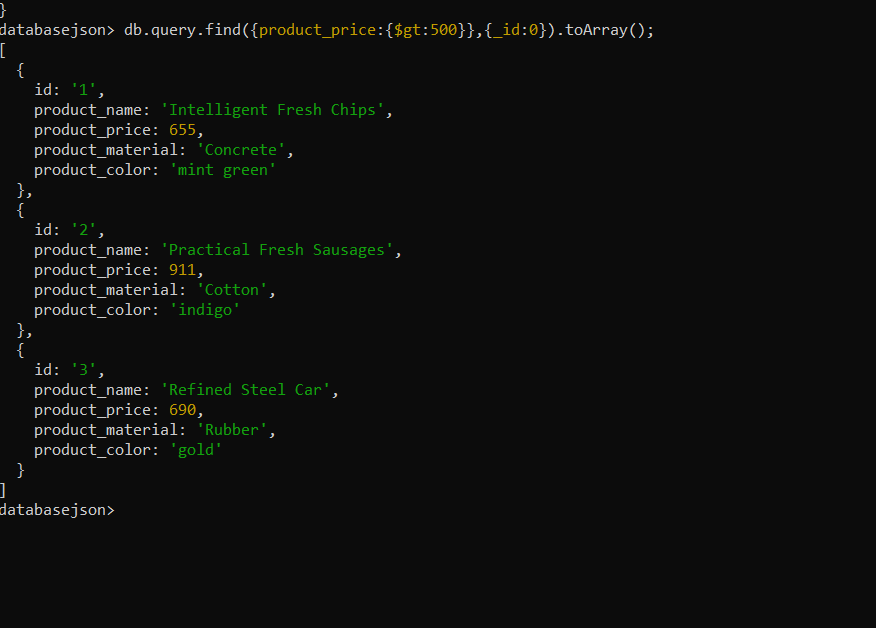 }
databasejson> db.query.find({product_price:{$gt:500}},{_id:0}).toArray();
[
  {
    id: '1',
    product_name: 'Intelligent Fresh Chips',
    product_price: 655,
    product_material: 'Concrete',
    product_color: 'mint green'
  },
  {
    id: '2',
    product_name: 'Practical Fresh Sausages',
    product_price: 911,
    product_material: 'Cotton',
    product_color: 'indigo'
  },
  {
    id: '3',
    product_name: 'Refined Steel Car',
    product_price: 690,
    product_material: 'Rubber',
    product_color: 'gold'
  }
]
databasejson>